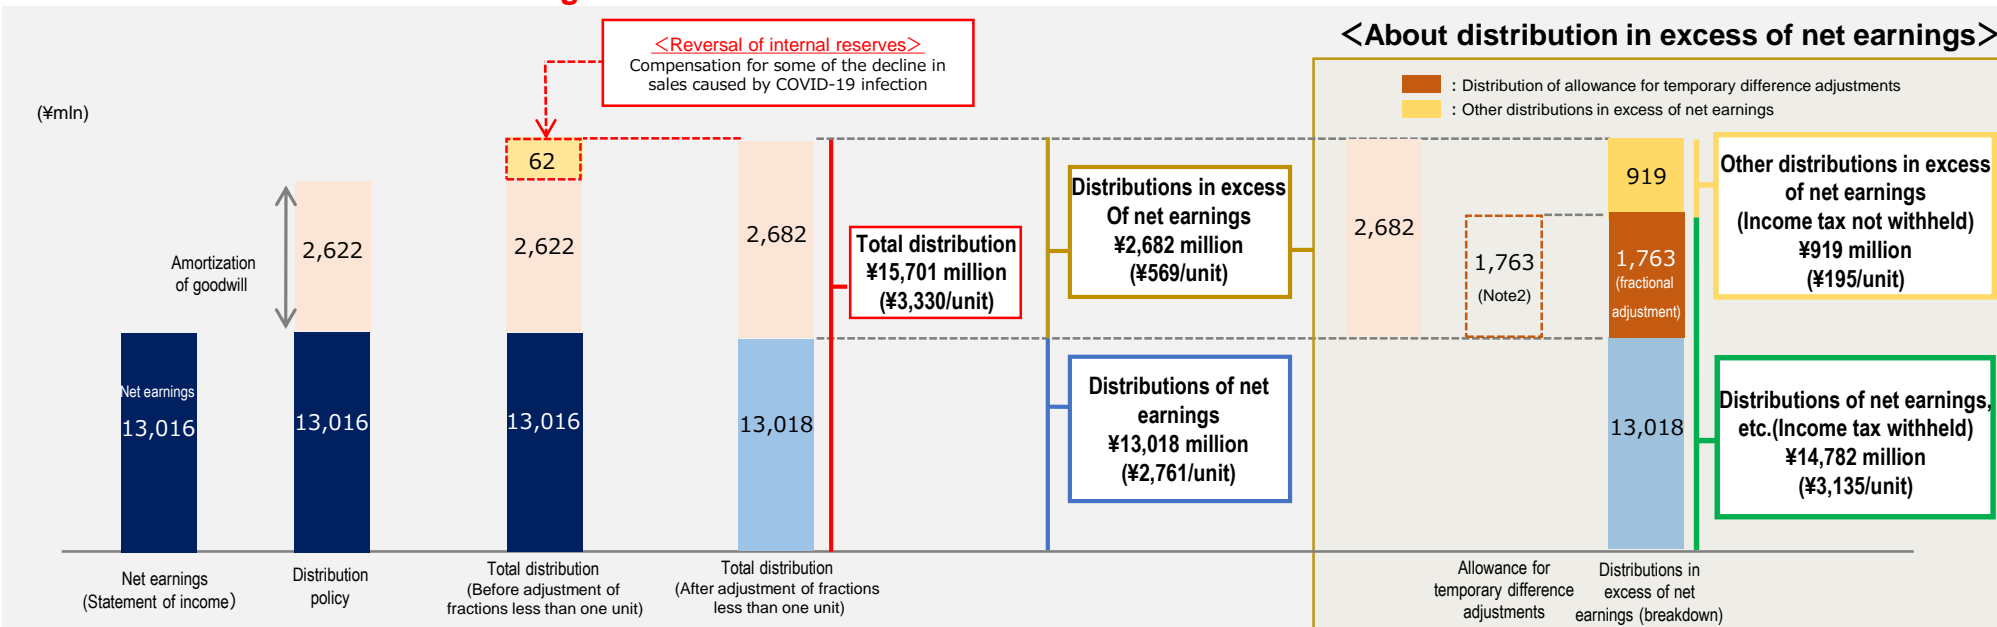 <Reversal of internal reserves>
Compensation for some of the decline in
sales caused by COVID-19 infection
<About distribution in excess of net earnings>
: Distribution of allowance for temporary difference adjustments
: Other distributions in excess of net earnings
(¥mln)
Amortization
of goodwill
Net earnings
13,016
2,622
13,016
62
2,622
13,016
2,682
13,018
Total distribution
¥15,701 million
(¥3,330/unit)
Distributions in excess
Of net earnings
¥2,682 million
(¥569/unit)
Distributions of net
earnings
¥13,018 million
(¥2,761/unit)
2,682
1,763
(Note2)
919
1,763
(fractional
adjustment)
13,018
Other distributions in excess
of net earnings
(Income tax not withheld)
¥919 million
(¥195/unit)
Distributions of net earnings,
etc.(Income tax withheld)
¥14,782 million
(¥3,135/unit)
Net earnings
(Statement of income)
Distribution
policy
Total distribution
(Before adjustment of
fractions less than one unit)
Total distribution
(After adjustment of fractions
less than one unit)
Allowance for
temporary difference
adjustments
Distributions in
excess of net
earnings (breakdown)